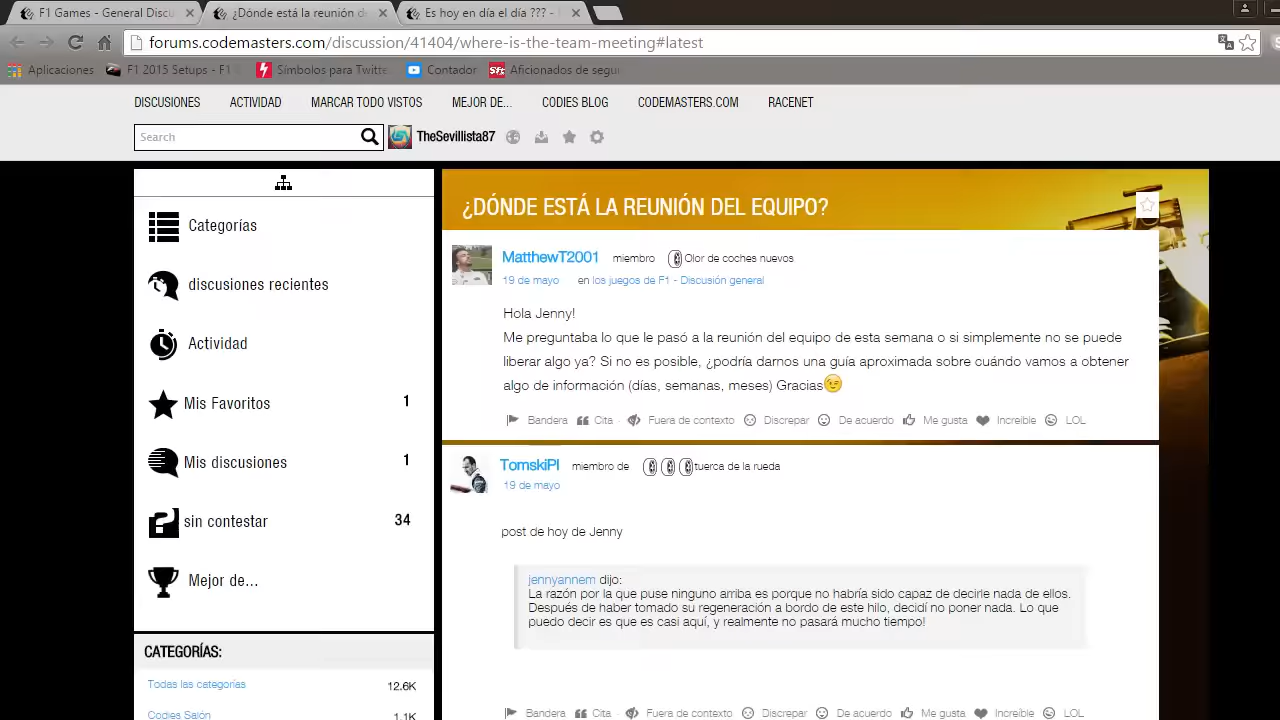 F1 Games - General Discu
¿Dónde está la reunión de
Es hoy en día el día ??? -
forums.codemasters.com/discussion/41404/where-is-the-team-meeting#latest
Aplicaciones
F1 2015 Setups - F1
Símbolos para Twitte
Contador
Sfs
Aficionados de segu
DISCUSIONES
ACTIVIDAD
MARCAR TODO VISTOS
MEJOR DE...
CODIES BLOG
CODEMASTERS.COM
RACENET
Search
TheSevillista87
Categorías
discusiones recientes
Actividad
Mis Favoritos 1
Mis discusiones 1
sin contestar 34
Mejor de...
CATEGORÍAS:
Todas las categorías 12.6K
Codies Salón 1.1K
¿DÓNDE ESTÁ LA REUNIÓN DEL EQUIPO?
MatthewT2001 miembro Olor de coches nuevos
19 de mayo en los juegos de F1 - Discusión general
Hola Jenny!
Me preguntaba lo que le pasó a la reunión del equipo de esta semana o si simplemente no se puede
liberar algo ya? Si no es posible, ¿podría darnos una guía aproximada sobre cuándo vamos a obtener
algo de información (días, semanas, meses) Gracias
Bandera Cita · Fuera de contexto Discrepar De acuerdo Me gusta Increíble LOL
TomskiPl miembro de tuerca de la rueda
19 de mayo
post de hoy de Jenny
jennyannem dijo:
La razón por la que puse ninguno arriba es porque no habría sido capaz de decirle nada de ellos.
Después de haber tomado su regeneración a bordo de este hilo, decidí no poner nada. Lo que
puedo decir es que es casi aquí, y realmente no pasará mucho tiempo!
Bandera Cita · Fuera de contexto Discrepar De acuerdo Me gusta Increíble LOL